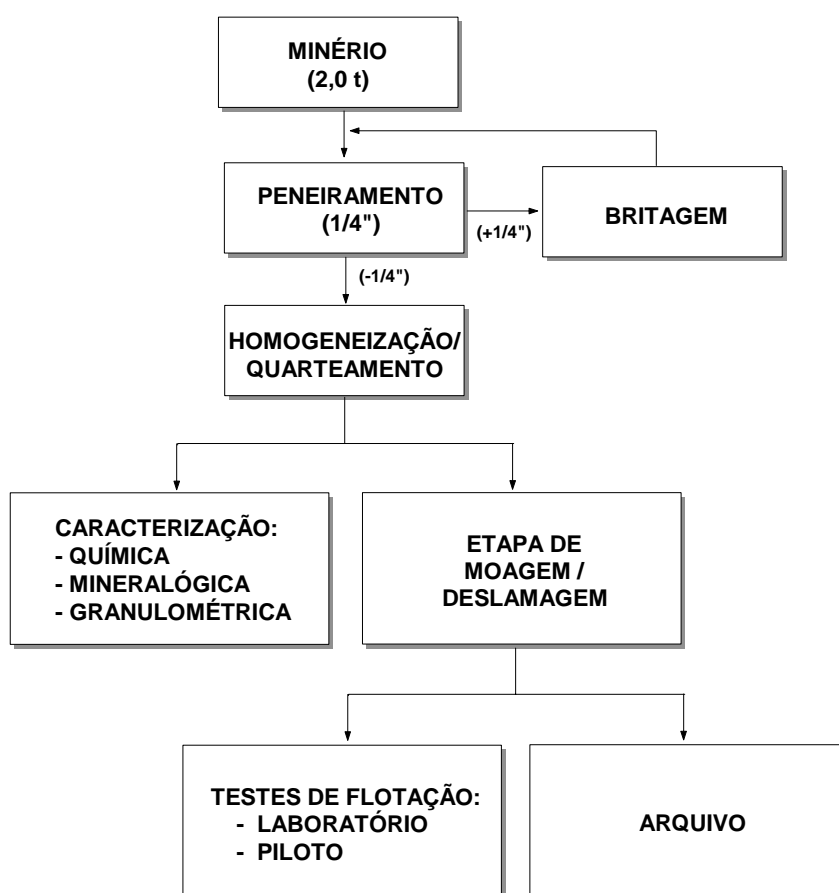 MINÉRIO
(2,0 t)
PENEIRAMENTO
(1/4")
(+1/4")
BRITAGEM
(-1/4")
HOMOGENEIZAÇÃO/
QUARTEAMENTO
CARACTERIZAÇÃO:
- QUÍMICA
- MINERALÓGICA
- GRANULOMÉTRICA
ETAPA DE
MOAGEM /
DESLAMAGEM
TESTES DE FLOTAÇÃO:
- LABORATÓRIO
- PILOTO
ARQUIVO